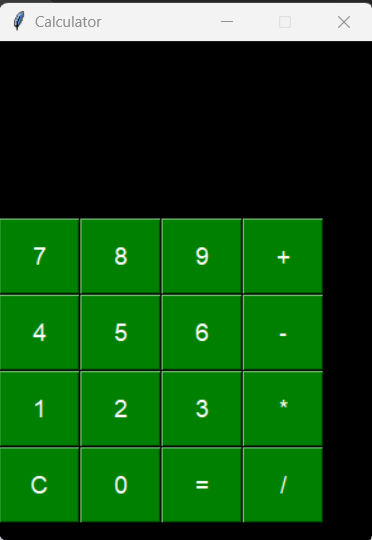 Calculator
7 8 9 +
4 5 6 -
1 2 3 *
C 0 = /